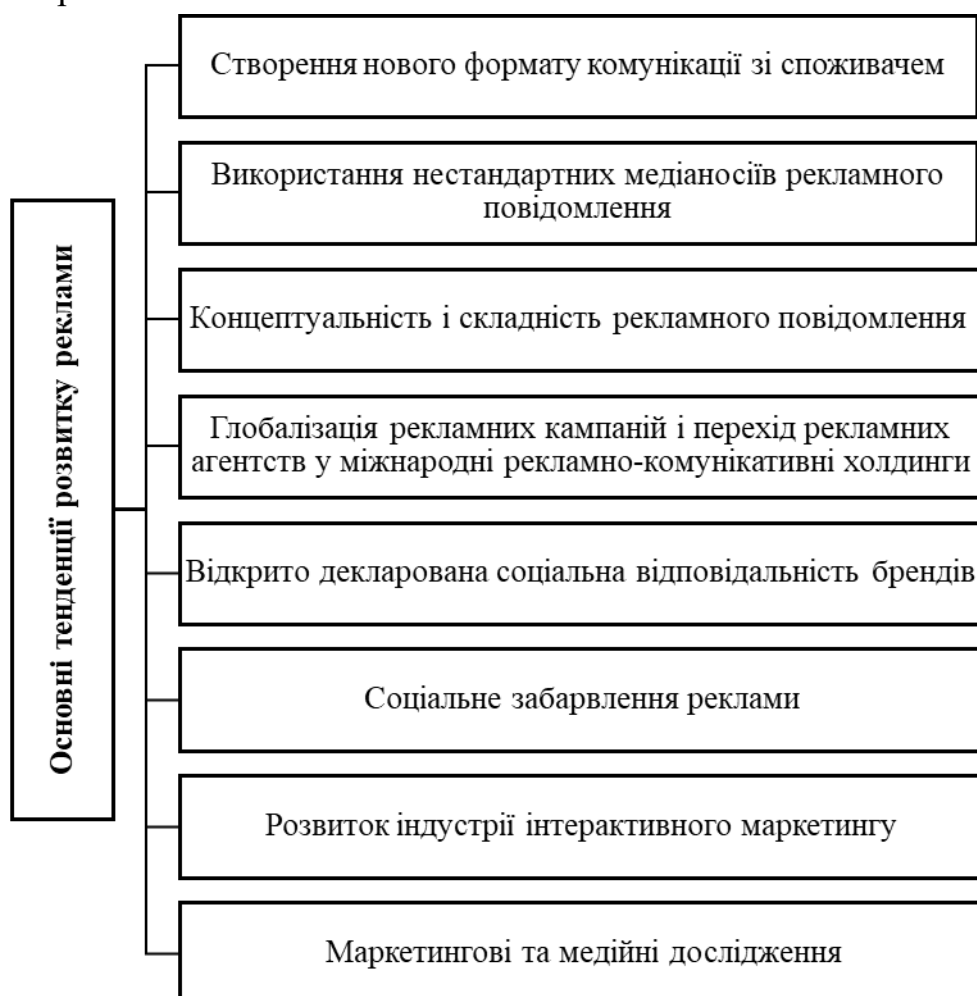 Основні тенденції розвитку реклами
Створення нового формату комунікації зі споживачем
Використання нестандартних медіаносіїв рекламного
повідомлення
Концептуальність і складність рекламного повідомлення
Глобалізація рекламних кампаній і перехід рекламних
агентств у міжнародні рекламно-комунікативні холдинги
Відкрито декларована соціальна відповідальність брендів
Соціальне забарвлення реклами
Розвиток індустрії інтерактивного маркетингу
Маркетингові та медійні дослідження